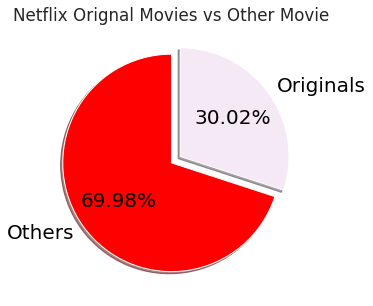 Netflix Orignal Movies vs Other Movie
Originals
30.02%
69.98%
Others